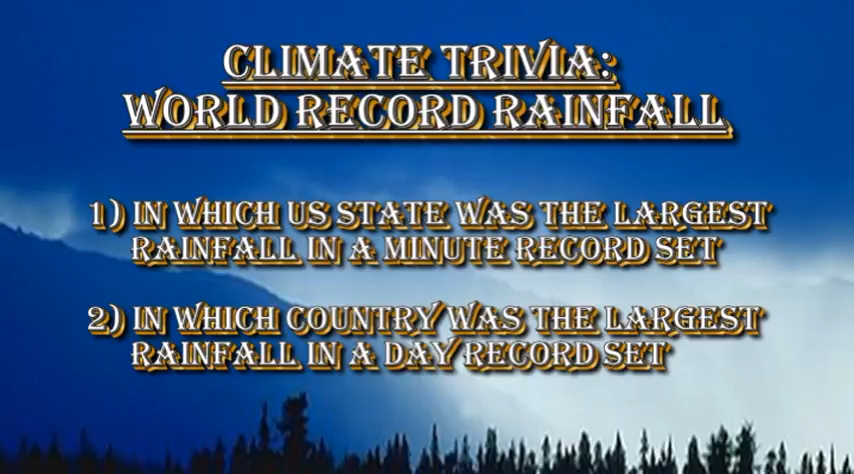 CLIMATE TRIVIA:
WORLD RECORD RAINFALL
1) IN WHICH US STATE WAS THE LARGEST
RAINFALL IN A MINUTE RECORD SET
2) IN WHICH COUNTRY WAS THE LARGEST
RAINFALL IN A DAY RECORD SET